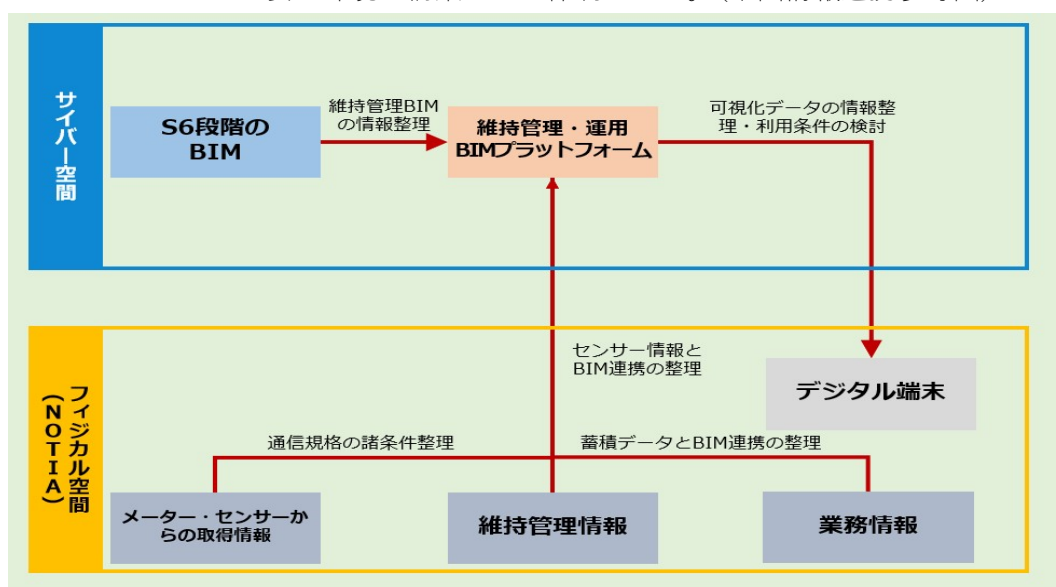 サイバー空間
S6段階の
BIM
維持管理BIM
の情報整理
維持管理・運用
BIMプラットフォーム
可視化データの情報整
理・利用条件の検討
フィジカル空間
(NOTIA)
センサー情報と
BIM連携の整理
デジタル端末
通信規格の諸条件整理
蓄積データとBIM連携の整理
メーター・センサーか
らの取得情報
維持管理情報
業務情報